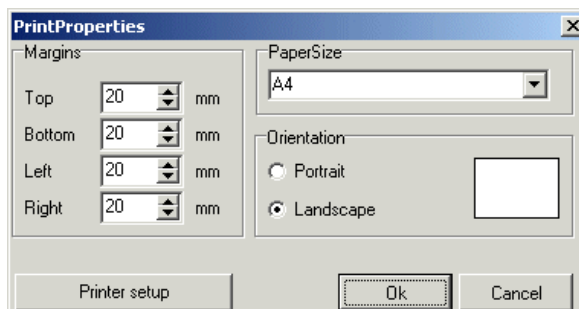 PrintProperties
Margins
Top 20 mm
Bottom 20 mm
Left 20 mm
Right 20 mm
PaperSize
A4
Orientation
Portrait
Landscape
Printer setup
Ok
Cancel